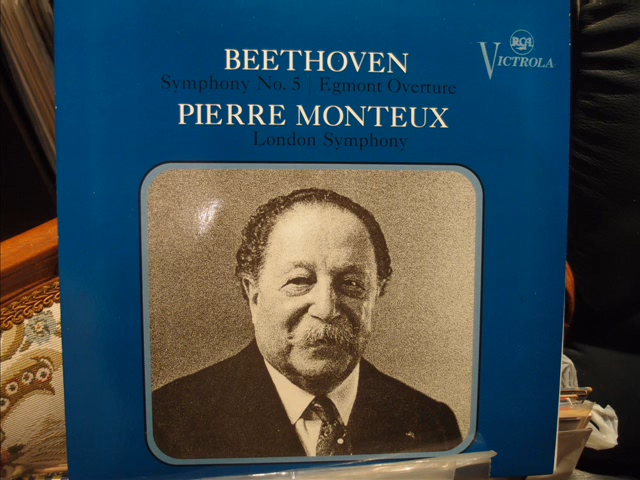 RCA
VICTROLA
BEETHOVEN
Symphony No. 5 | Egmont Overture
PIERRE MONTEUX
London Symphony